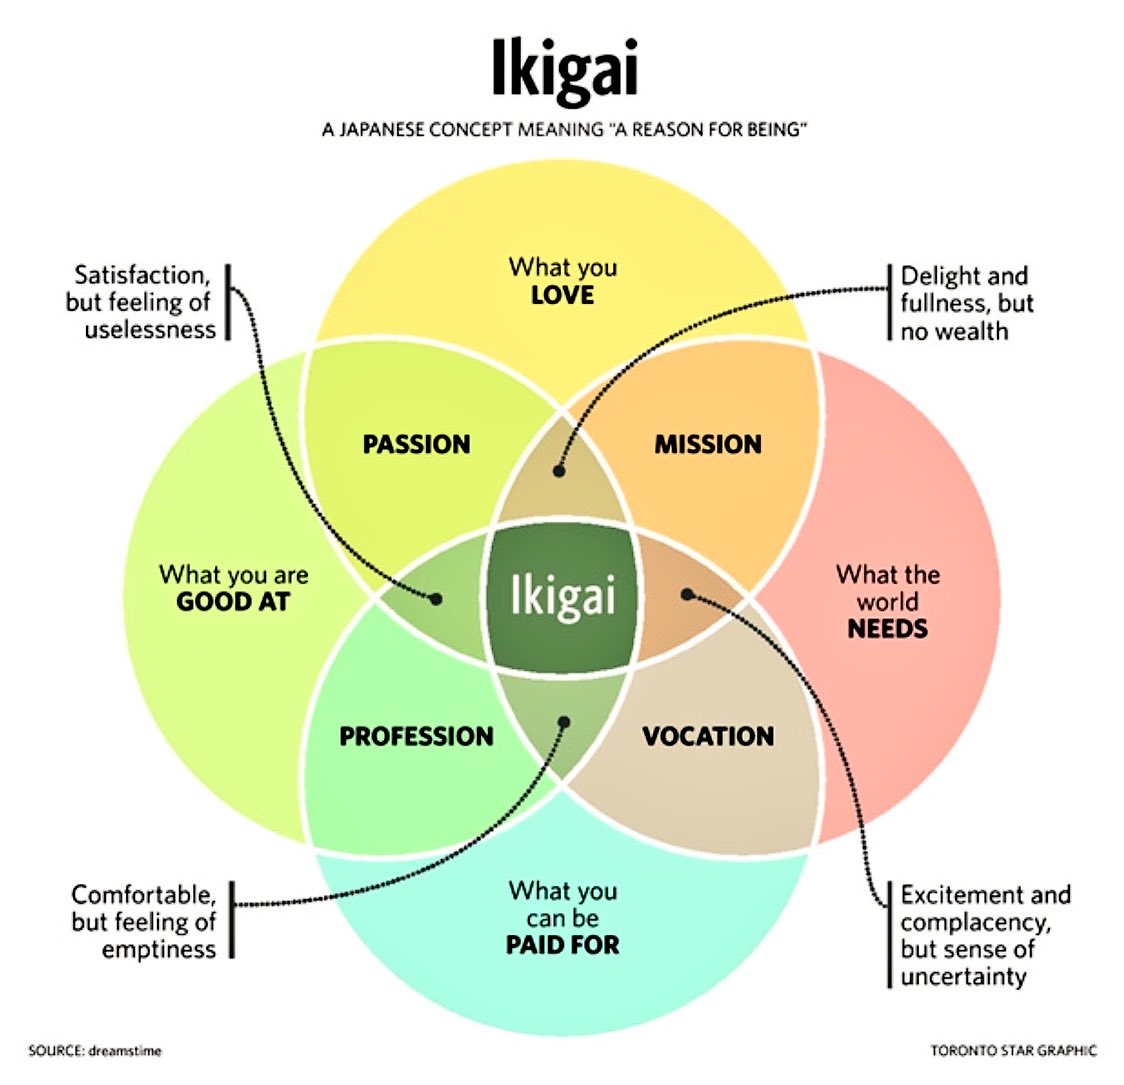 Ikigai
A JAPANESE CONCEPT MEANING "A REASON FOR BEING"
Satisfaction,
but feeling of
uselessness
What you
LOVE
Delight and
fullness, but
no wealth
PASSION
MISSION
What you are
GOOD AT
Ikigai
What the
world
NEEDS
PROFESSION
VOCATION
Comfortable,
but feeling of
emptiness
What you
can be
PAID FOR
Excitement and
complacency,
but sense of
uncertainty
SOURCE: dreamstime
TORONTO STAR GRAPHIC